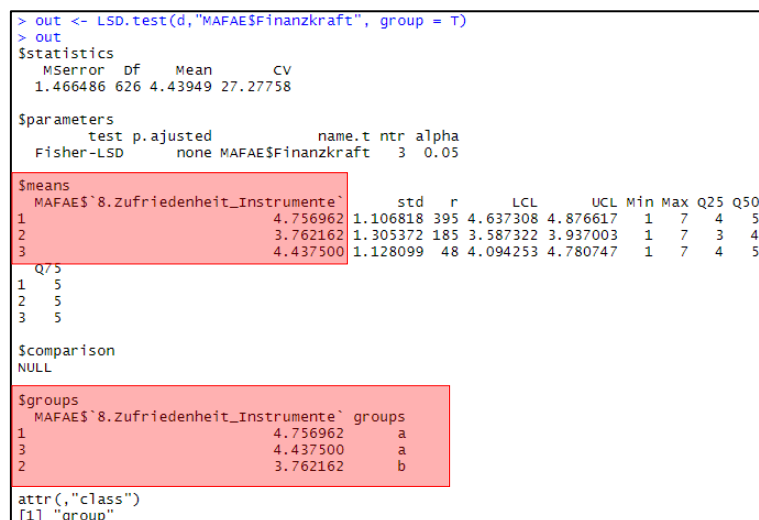 > out <- LSD.test(d,"MAFAE$Finanzkraft", group = T)
> out
$statistics
   MSerror  Df    Mean       CV
  1.466486 626 4.43949 27.27758

$parameters
        test p.ajusted           name.t ntr alpha
  Fisher-LSD      none MAFAE$Finanzkraft   3  0.05

$means
  MAFAE$`8.Zufriedenheit_Instrumente`      std   r      LCL      UCL Min Max Q25 Q50
1                            4.756962 1.106818 395 4.637308 4.876617   1   7   4   5
2                            3.762162 1.305372 185 3.587322 3.937003   1   7   3   4
3                            4.437500 1.128099  48 4.094253 4.780747   1   7   4   5
  Q75
1   5
2   5
3   5

$comparison
NULL

$groups
  MAFAE$`8.Zufriedenheit_Instrumente` groups
1                            4.756962      a
3                            4.437500      a
2                            3.762162      b

attr(,"class")
[1] "group"